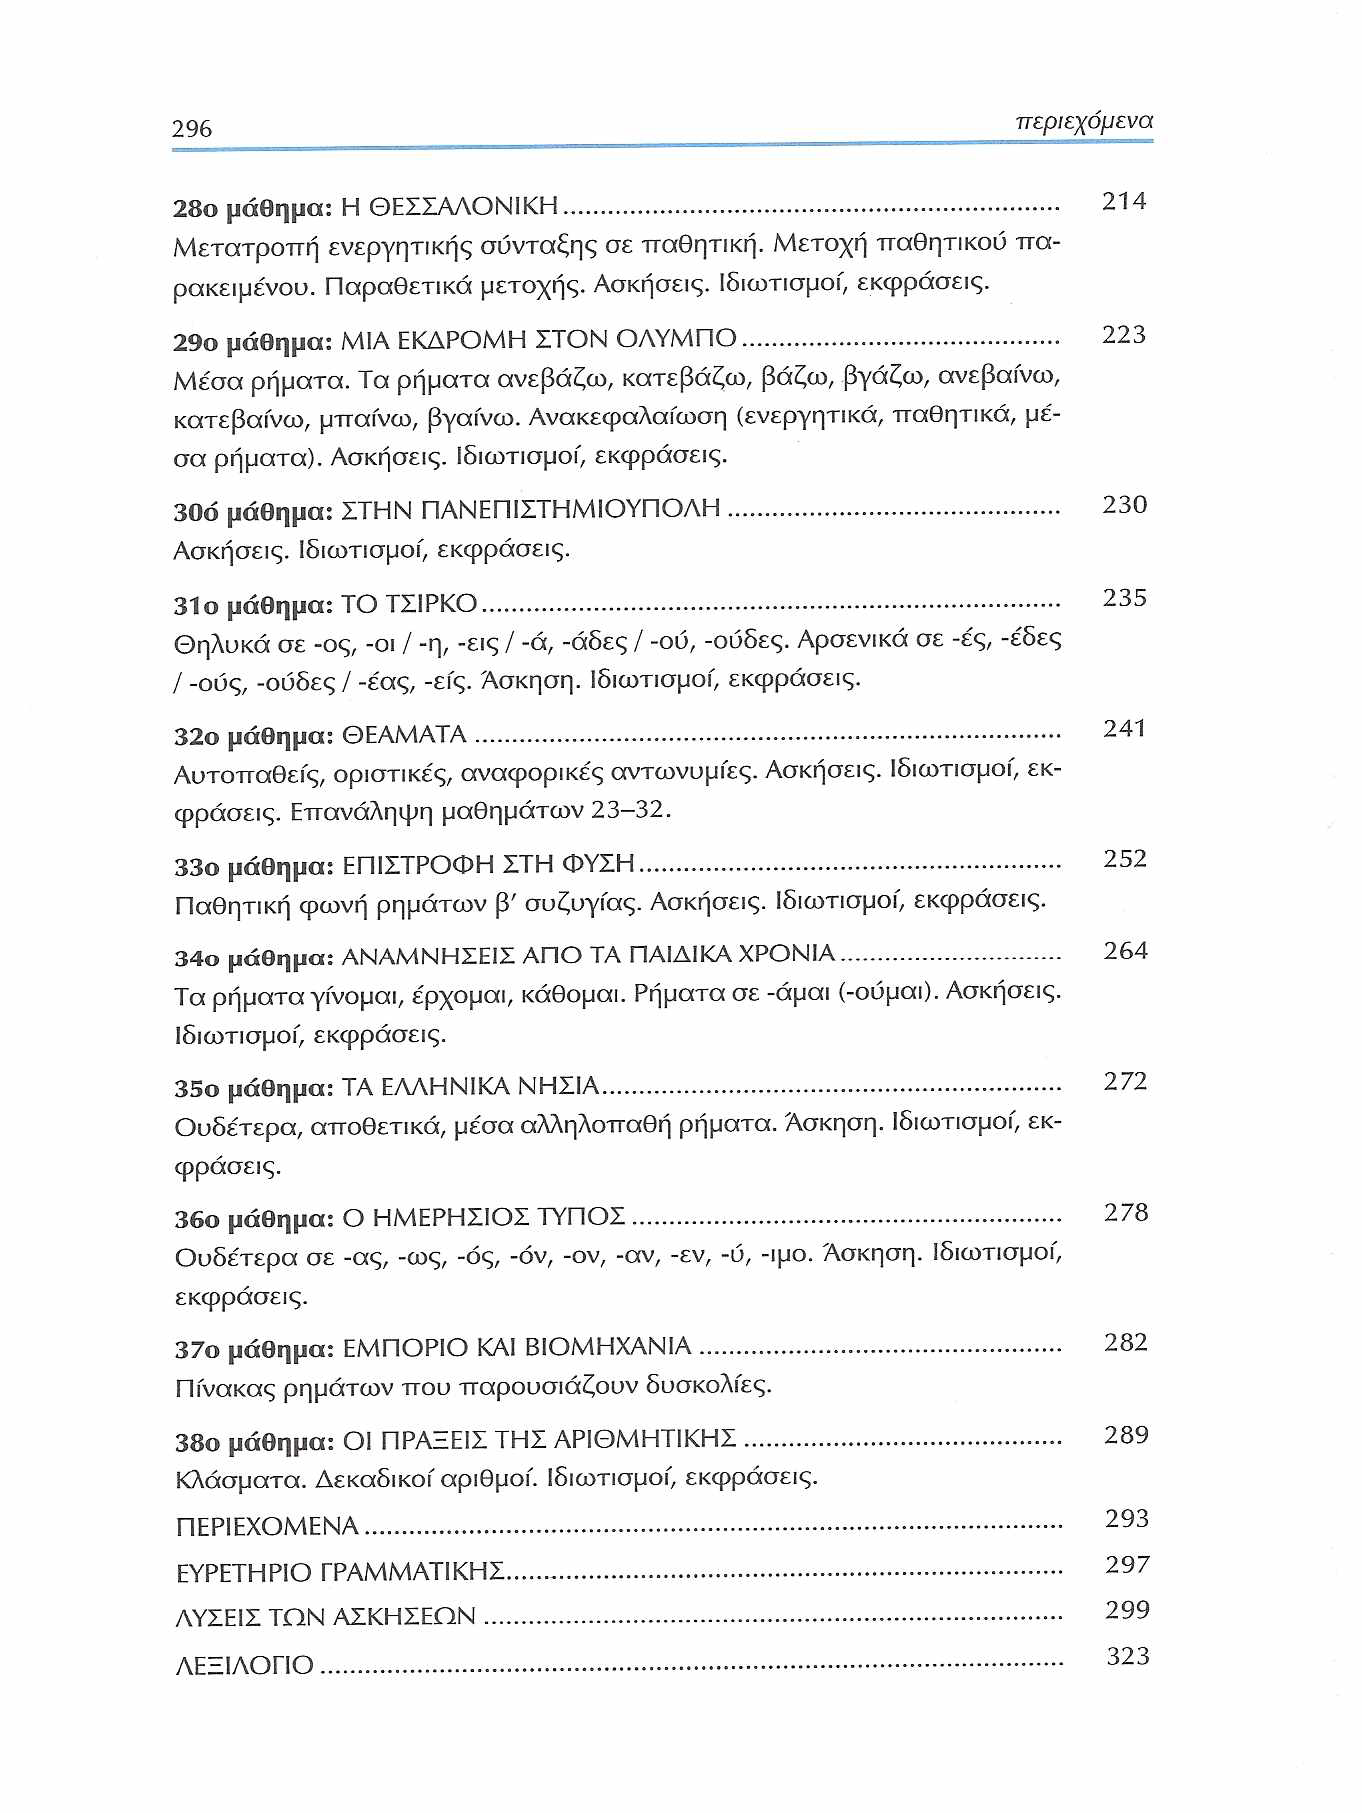 296
περιεχόμενα
28ο μάθημα: Η ΘΕΣΣΑΛΟΝΙΚΗ 214
Μετατροπή ενεργητικής σύνταξης σε παθητική. Μετοχή παθητικού πα-
ρακειμένου. Παραθετικά μετοχής. Ασκήσεις. Ιδιωτισμοί, εκφράσεις.
29ο μάθημα: ΜΙΑ ΕΚΔΡΟΜΗ ΣΤΟΝ ΟΛΥΜΠΟ 223
Μέσα ρήματα. Τα ρήματα ανεβάζω, κατεβάζω, βάζω, βγάζω, ανεβαίνω,
κατεβαίνω, μπαίνω, βγαίνω. Ανακεφαλαίωση (ενεργητικά, παθητικά, μέ-
σα ρήματα). Ασκήσεις. Ιδιωτισμοί, εκφράσεις.
30ό μάθημα: ΣΤΗΝ ΠΑΝΕΠΙΣΤΗΜΙΟΥΠΟΛΗ 230
Ασκήσεις. Ιδιωτισμοί, εκφράσεις.
31ο μάθημα: ΤΟ ΤΣΙΡΚΟ 235
Θηλυκά σε -ος, -οι / -η, -εις / -ά, -άδες / -ού, -ούδες. Αρσενικά σε -ές, -έδες
/ -ούς, -ούδες / -έας, -είς. Άσκηση. Ιδιωτισμοί, εκφράσεις.
32ο μάθημα: ΘΕΑΜΑΤΑ 241
Αυτοπαθείς, οριστικές, αναφορικές αντωνυμίες. Ασκήσεις. Ιδιωτισμοί, εκ-
φράσεις. Επανάληψη μαθημάτων 23–32.
33ο μάθημα: ΕΠΙΣΤΡΟΦΗ ΣΤΗ ΦΥΣΗ 252
Παθητική φωνή ρημάτων β′ συζυγίας. Ασκήσεις. Ιδιωτισμοί, εκφράσεις.
34ο μάθημα: ΑΝΑΜΝΗΣΕΙΣ ΑΠΟ ΤΑ ΠΑΙΔΙΚΑ ΧΡΟΝΙΑ 264
Τα ρήματα γίνομαι, έρχομαι, κάθομαι. Ρήματα σε -άμαι (-ούμαι). Ασκήσεις.
Ιδιωτισμοί, εκφράσεις.
35ο μάθημα: ΤΑ ΕΛΛΗΝΙΚΑ ΝΗΣΙΑ 272
Ουδέτερα, αποθετικά, μέσα αλληλοπαθή ρήματα. Άσκηση. Ιδιωτισμοί, εκ-
φράσεις.
36ο μάθημα: Ο ΗΜΕΡΗΣΙΟΣ ΤΥΠΟΣ 278
Ουδέτερα σε -ας, -ως, -ός, -όν, -ον, -αν, -εν, -ύ, -ιμο. Άσκηση. Ιδιωτισμοί,
εκφράσεις.
37ο μάθημα: ΕΜΠΟΡΙΟ ΚΑΙ ΒΙΟΜΗΧΑΝΙΑ 282
Πίνακας ρημάτων που παρουσιάζουν δυσκολίες.
38ο μάθημα: ΟΙ ΠΡΑΞΕΙΣ ΤΗΣ ΑΡΙΘΜΗΤΙΚΗΣ 289
Κλάσματα. Δεκαδικοί αριθμοί. Ιδιωτισμοί, εκφράσεις.
ΠΕΡΙΕΧΟΜΕΝΑ 293
ΕΥΡΕΤΗΡΙΟ ΓΡΑΜΜΑΤΙΚΗΣ 297
ΛΥΣΕΙΣ ΤΩΝ ΑΣΚΗΣΕΩΝ 299
ΛΕΞΙΛΟΓΙΟ 323